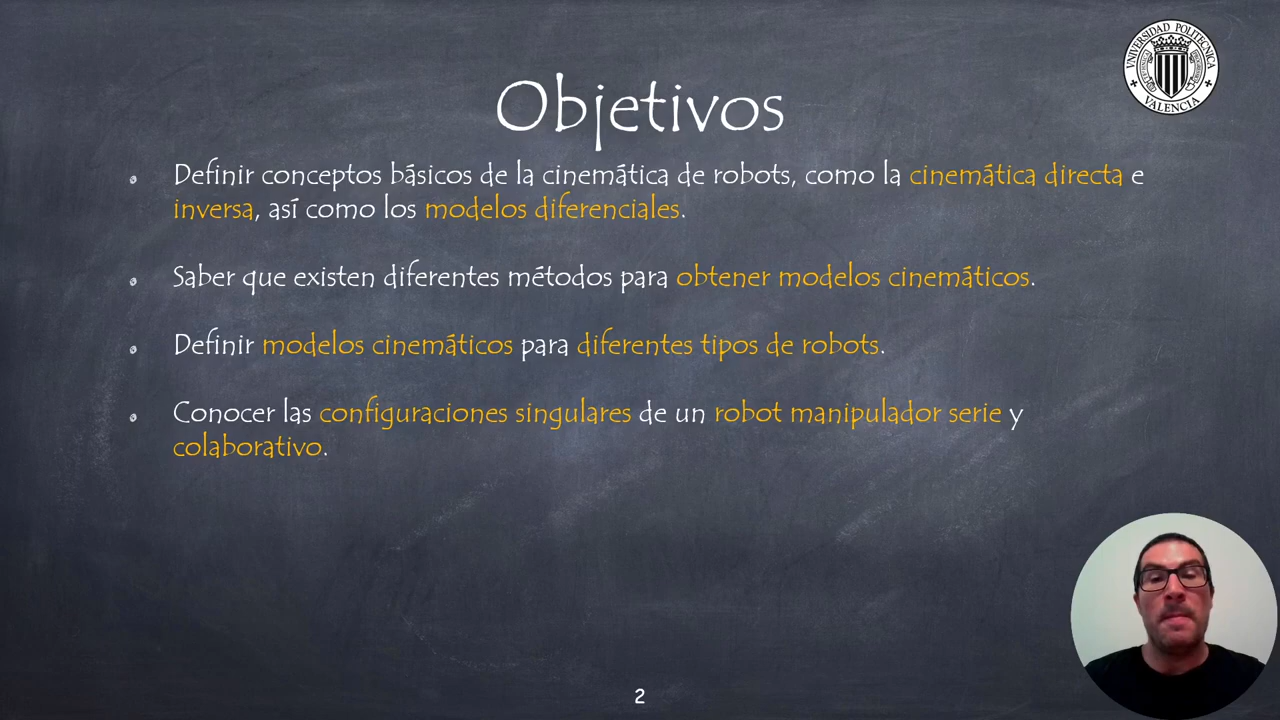 UNIVERSIDAD POLITECNICA
VALENCIA
Objetivos
Definir conceptos básicos de la cinemática de robots, como la cinemática directa e
inversa, así como los modelos diferenciales.
Saber que existen diferentes métodos para obtener modelos cinemáticos.
Definir modelos cinemáticos para diferentes tipos de robots.
Conocer las configuraciones singulares de un robot manipulador serie y
colaborativo.
2